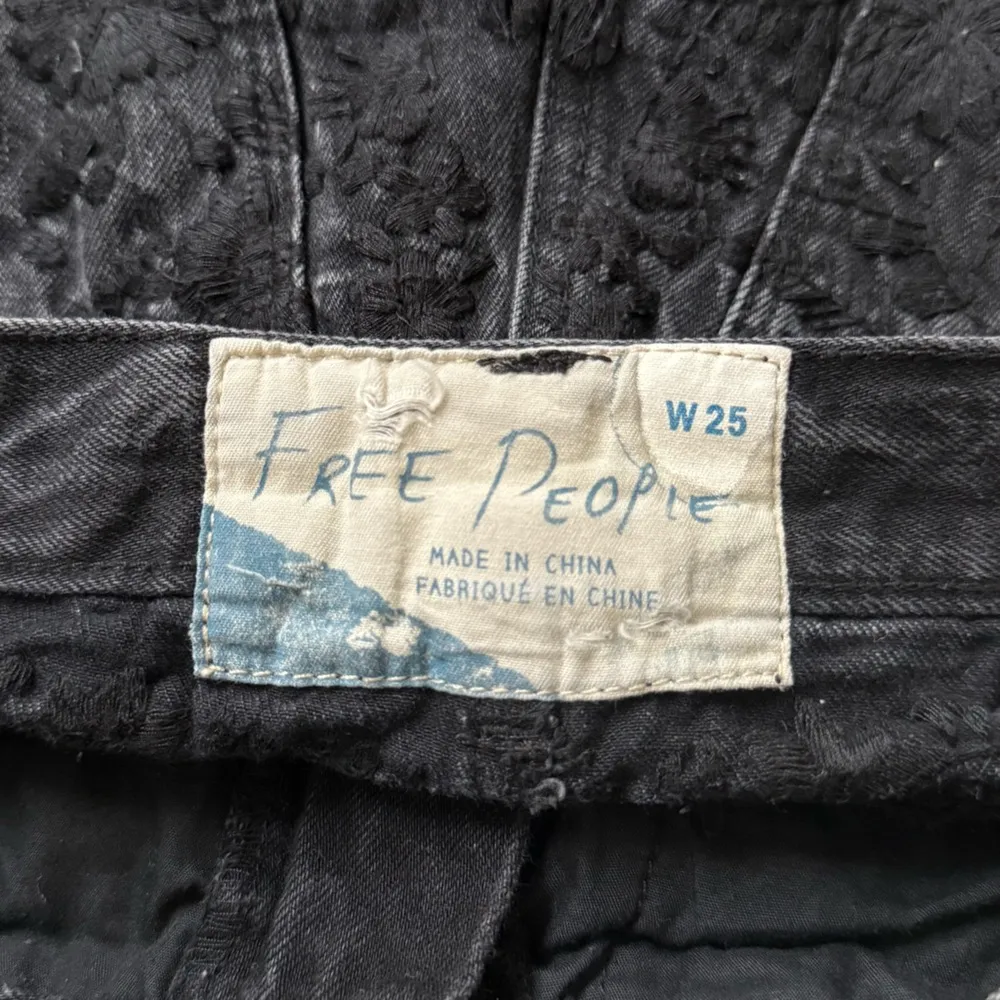 W 25
FREE PEOPLE
MADE IN CHINA
FABRIQUÉ EN CHINE